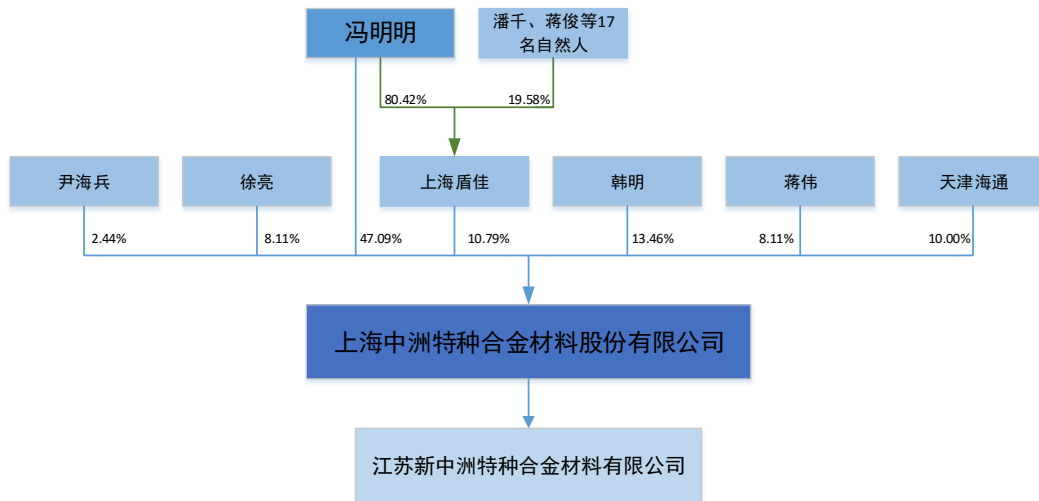 冯明明
潘千、蒋俊等17
名自然人
80.42%
19.58%
尹海兵
徐亮
上海盾佳
韩明
蒋伟
天津海通
2.44%
8.11%
47.09%
10.79%
13.46%
8.11%
10.00%
上海中洲特种合金材料股份有限公司
江苏新中洲特种合金材料有限公司